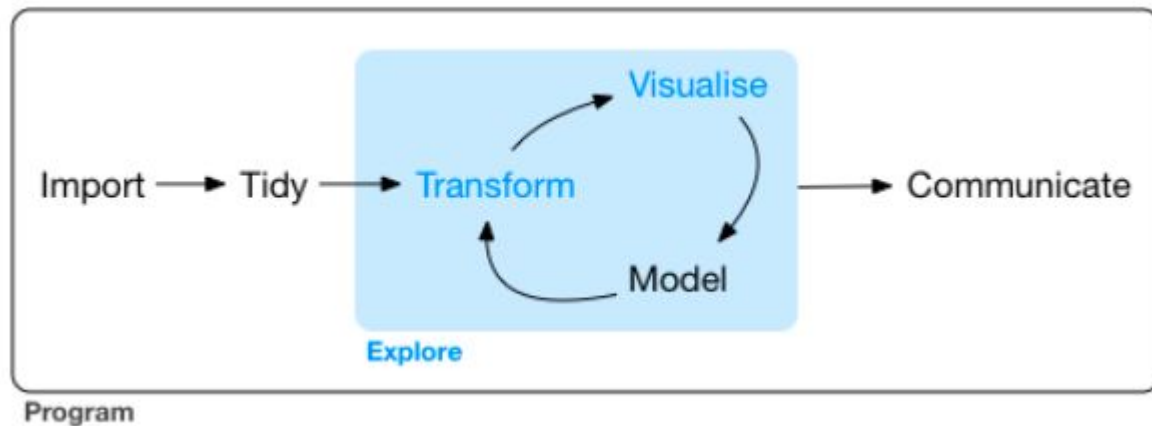 Visualise
Import Tidy Transform Communicate
Model
Explore
Program